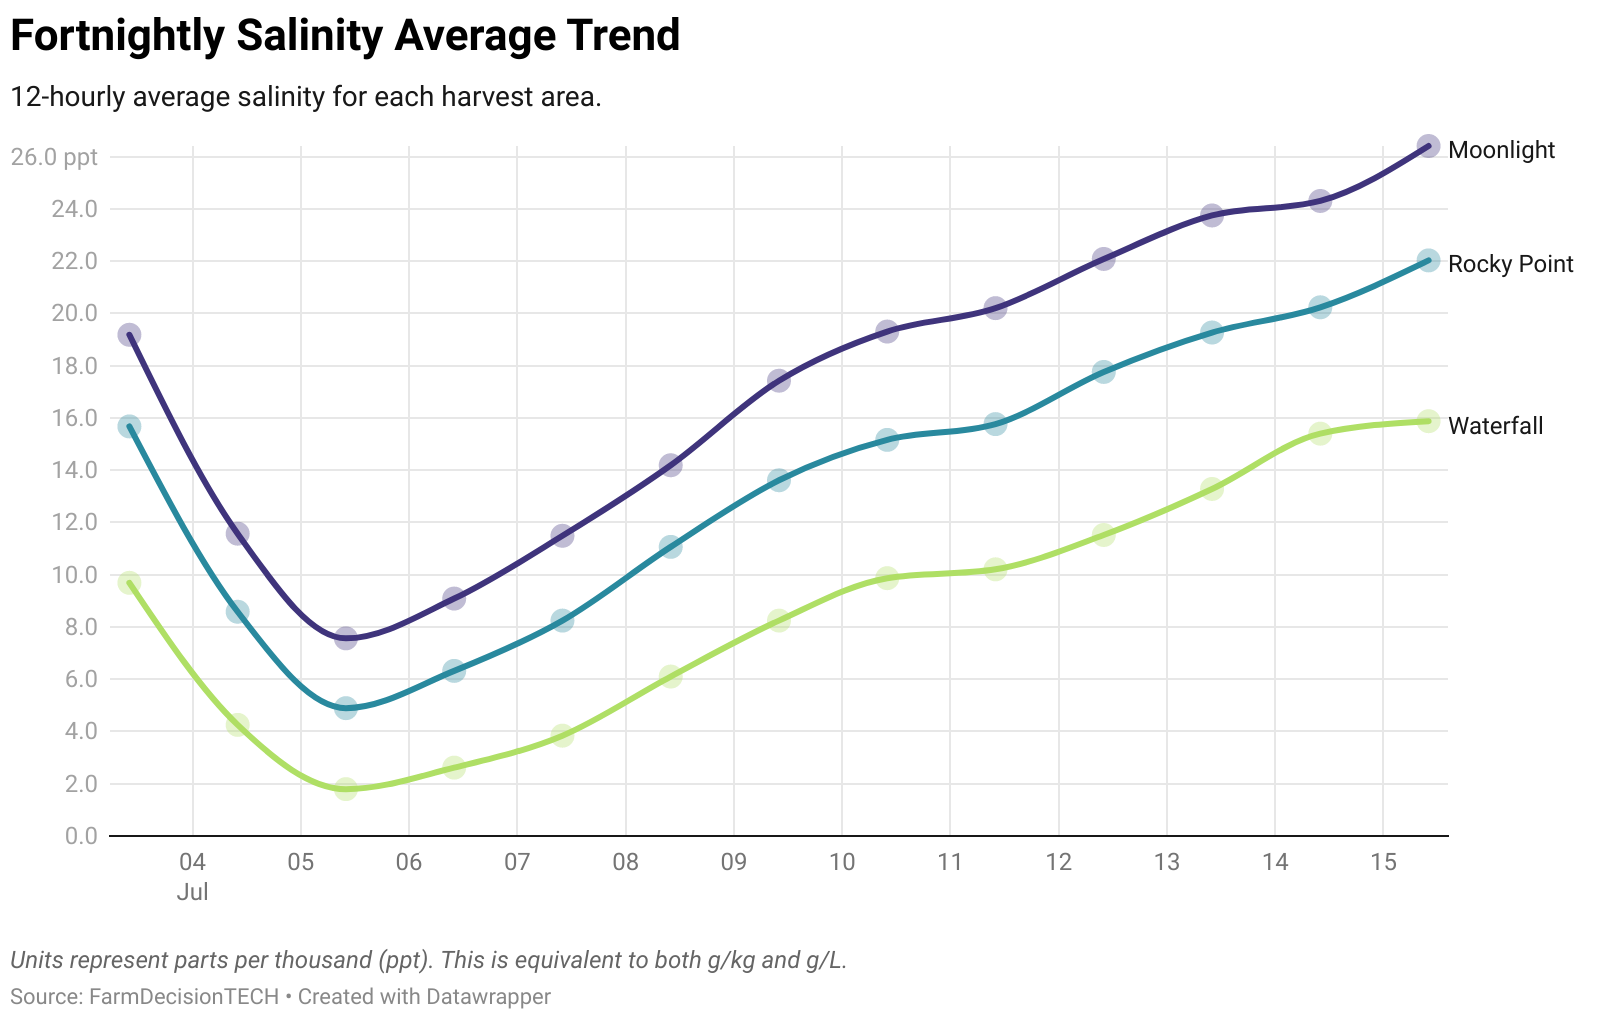 Fortnightly Salinity Average Trend
12-hourly average salinity for each harvest area.
26.0 ppt
24.0
22.0
20.0
18.0
16.0
14.0
12.0
10.0
8.0
6.0
4.0
2.0
0.0
Moonlight
Rocky Point
Waterfall
04 05 06 07 08 09 10 11 12 13 14 15
Jul
Units represent parts per thousand (ppt). This is equivalent to both g/kg and g/L.
Source: FarmDecisionTECH • Created with Datawrapper